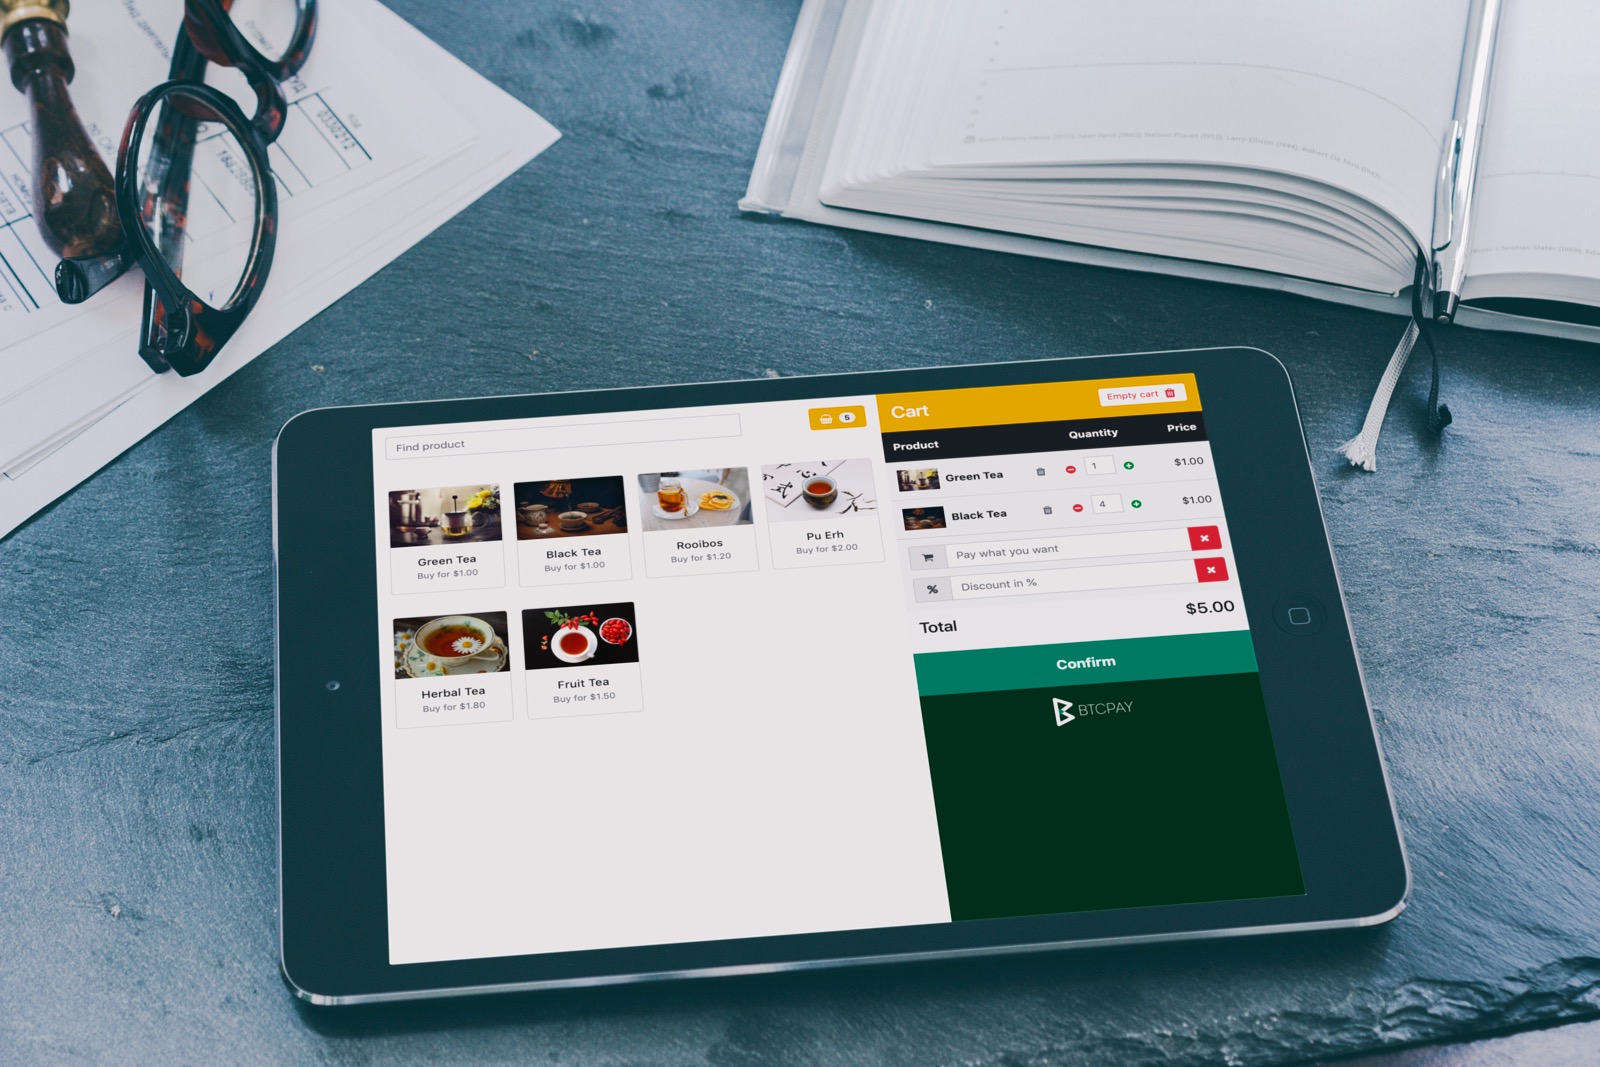 0330212
Find product
5
Green Tea
Buy for $1.00
Black Tea
Buy for $1.00
Rooibos
Buy for $1.20
Pu Erh
Buy for $2.00
Herbal Tea
Buy for $1.80
Fruit Tea
Buy for $1.50
Cart
Empty cart
Product
Quantity
Price
Green Tea
1
$1.00
Black Tea
4
$1.00
Pay what you want
%
Discount in %
Total
$5.00
Confirm
BTCPAY